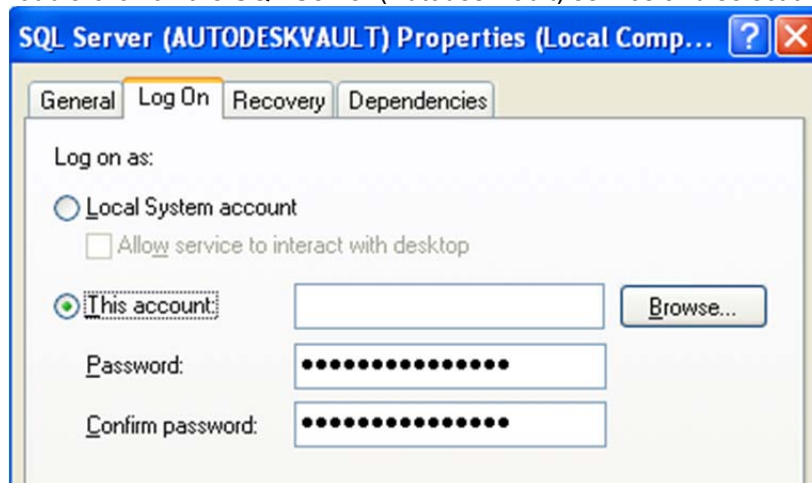 SQL Server (AUTODESKVAULT) Properties (Local Comp...
General Log On Recovery Dependencies
Log on as:
Local System account
Allow service to interact with desktop
This account: Browse...
Password: •••••••••••••••
Confirm password: •••••••••••••••